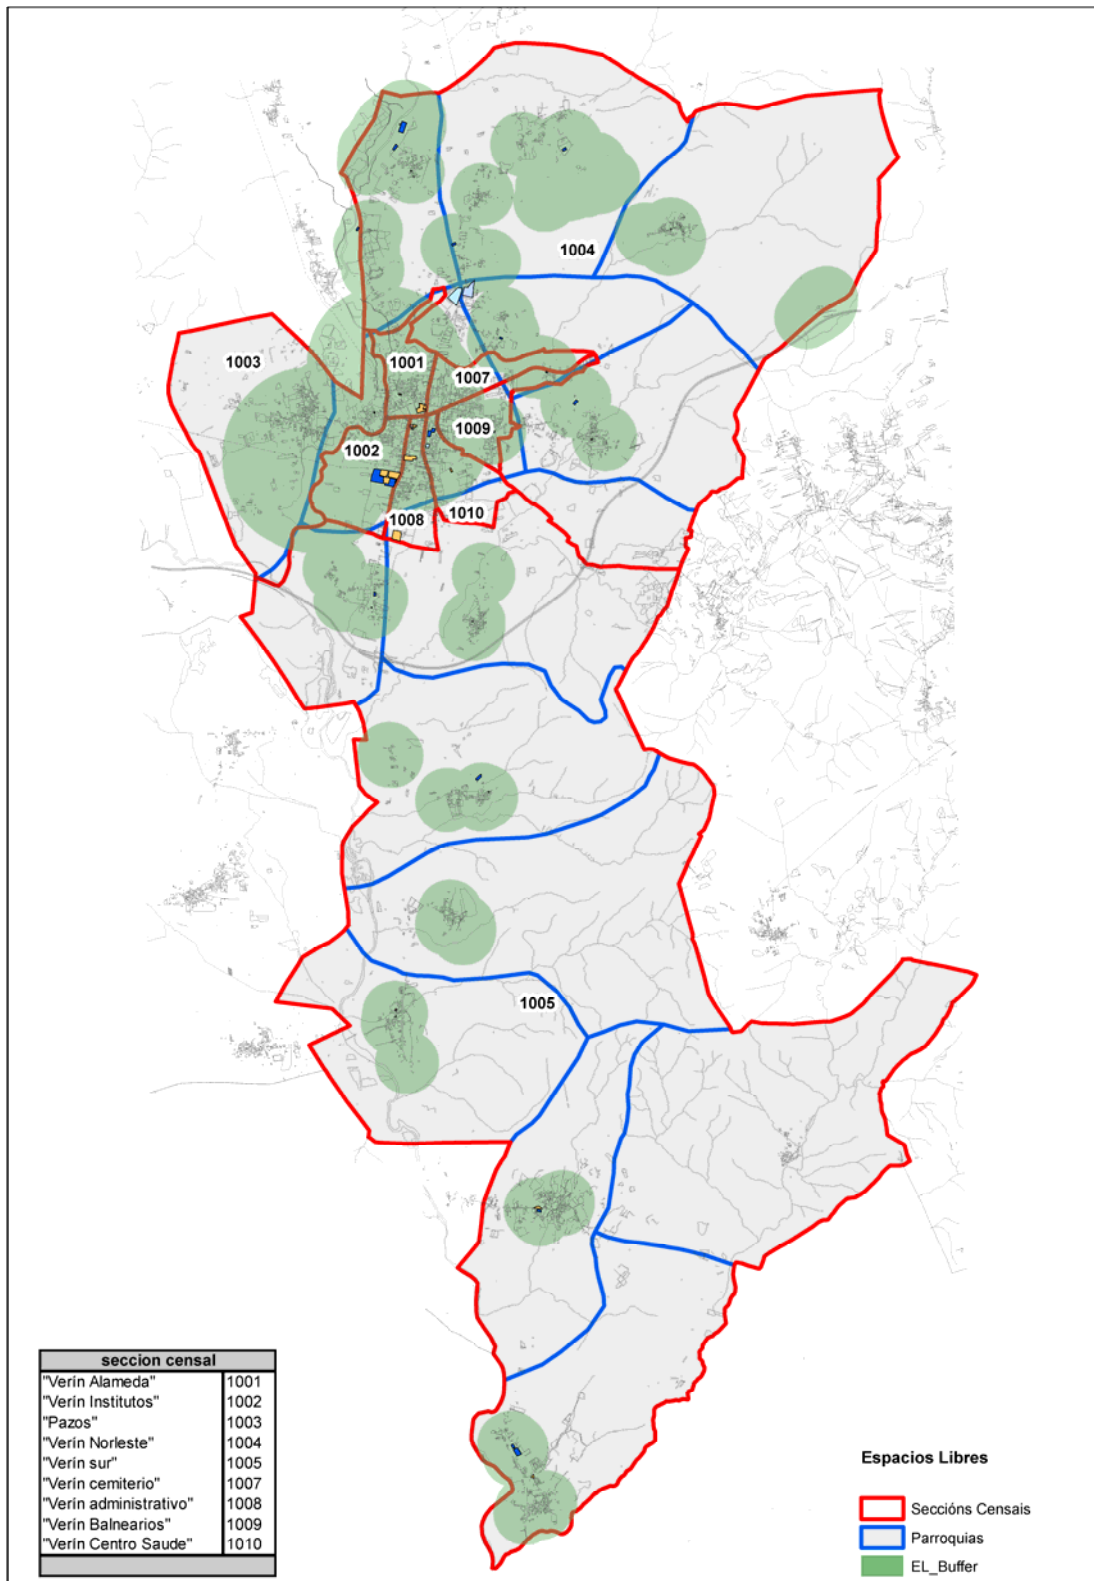 1004
1003
1001
1007
1009
1002
1008
1010
1005
seccion censal
"Verín Alameda" 1001
"Verín Institutos" 1002
"Pazos" 1003
"Verín Norleste" 1004
"Verín sur" 1005
"Verín cemiterio" 1007
"Verín administrativo" 1008
"Verín Balnearios" 1009
"Verín Centro Saude" 1010
Espacios Libres
Seccións Censais
Parroquias
EL_Buffer